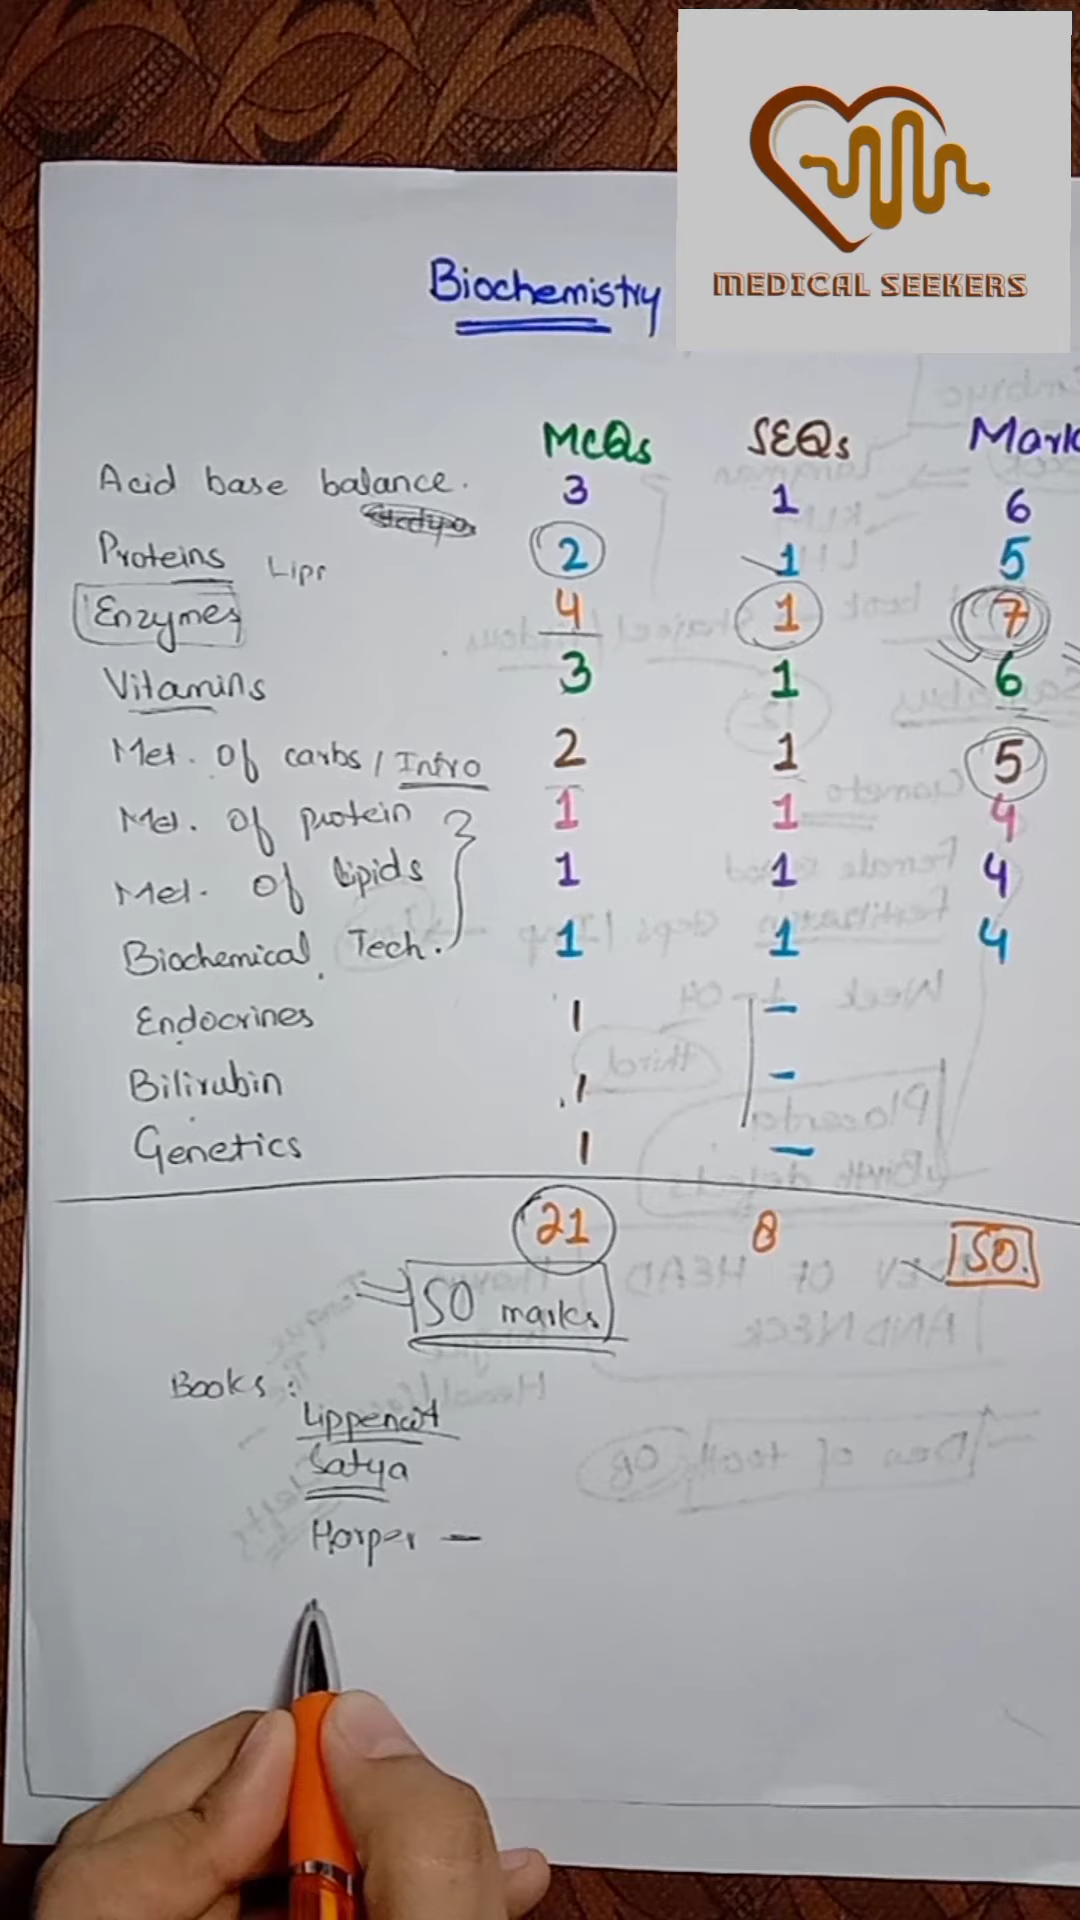 MEDICAL SEEKERS
Biochemistry
MCQs SEQs Mark
Acid base balance. 3 1 6
Proteins Lipr 2 1 5
Enzymes 4 1 7
Vitamins 3 1 6
Met. of carbs / Intro 2 1 5
Met. of protein 1 1 4
Met. of lipids 1 1 4
Biochemical Tech. 1 1 4
Endocrines 1 -
Bilirubin 1 -
Genetics 1 -
21 8 50.
50 marks
Books :
Lippencot
Satya
Harper -